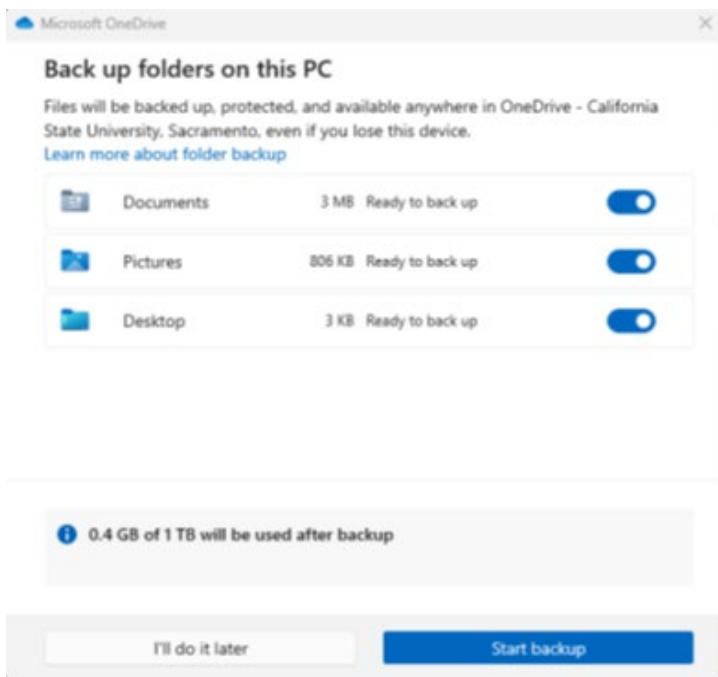 Microsoft OneDrive
Back up folders on this PC
Files will be backed up, protected, and available anywhere in OneDrive - California
State University, Sacramento, even if you lose this device.
Learn more about folder backup
Documents 3 MB Ready to back up
Pictures 806 KB Ready to back up
Desktop 3 KB Ready to back up
0.4 GB of 1 TB will be used after backup
I'll do it later Start backup